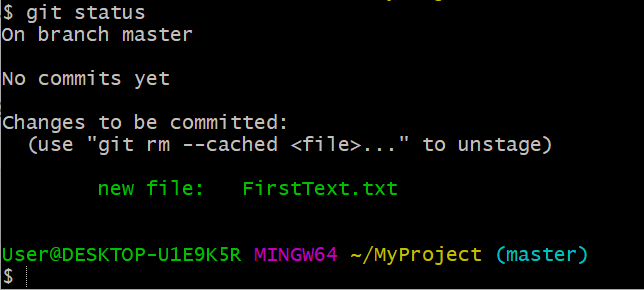 $ git status
On branch master
No commits yet
Changes to be committed:
(use "git rm --cached <file>..." to unstage)
new file: FirstText.txt
User@DESKTOP-U1E9K5R MINGW64 ~/MyProject (master)
$